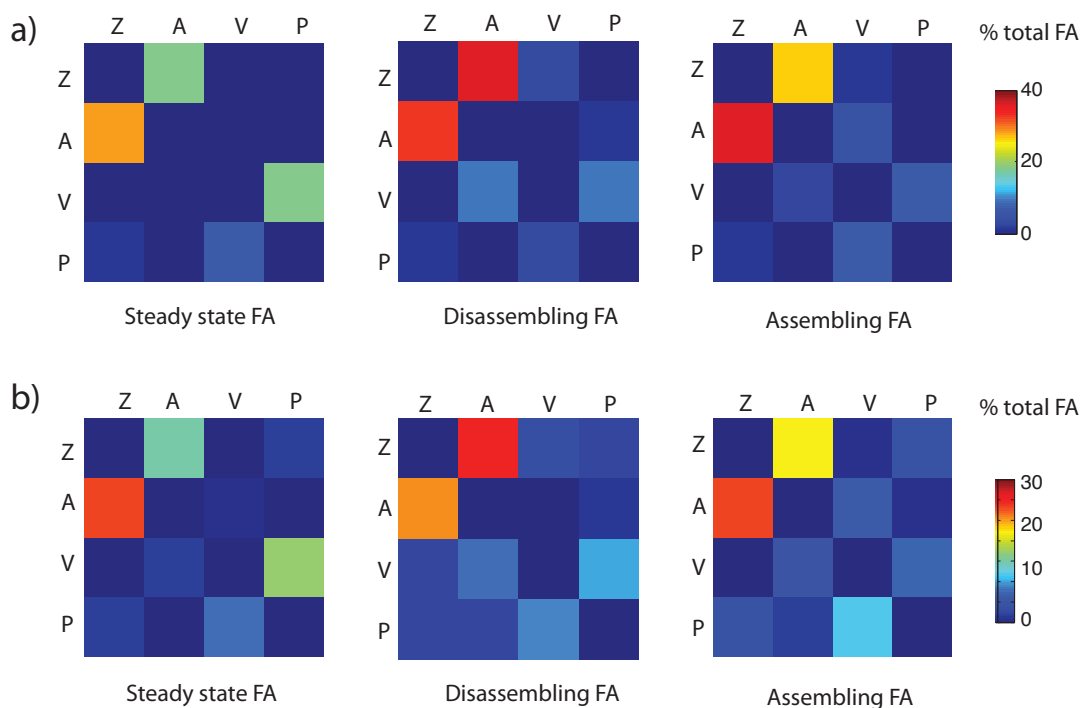 a)
Z A V P
Z
A
V
P
Steady state FA
Z A V P
Z
A
V
P
Disassembling FA
Z A V P
Z
A
V
P
Assembling FA
% total FA
40
20
0
b)
Z A V P
Z
A
V
P
Steady state FA
Z A V P
Z
A
V
P
Disassembling FA
Z A V P
Z
A
V
P
Assembling FA
% total FA
30
20
10
0